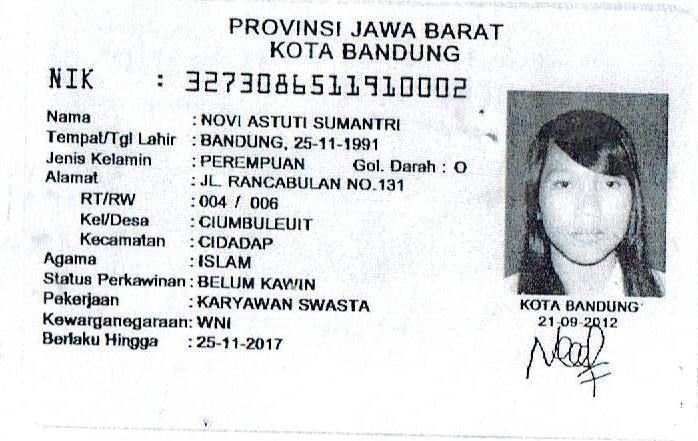 PROVINSI JAWA BARAT
KOTA BANDUNG
NIK : 3273086511910002
Nama : NOVI ASTUTI SUMANTRI
Tempat/Tgl Lahir : BANDUNG, 25-11-1991
Jenis Kelamin : PEREMPUAN Gol. Darah : O
Alamat : JL. RANCABULAN NO.131
RT/RW : 004 / 006
Kel/Desa : CIUMBULEUIT
Kecamatan : CIDADAP
Agama : ISLAM
Status Perkawinan : BELUM KAWIN
Pekerjaan : KARYAWAN SWASTA
Kewarganegaraan : WNI
Berlaku Hingga : 25-11-2017
KOTA BANDUNG
21-09-2012